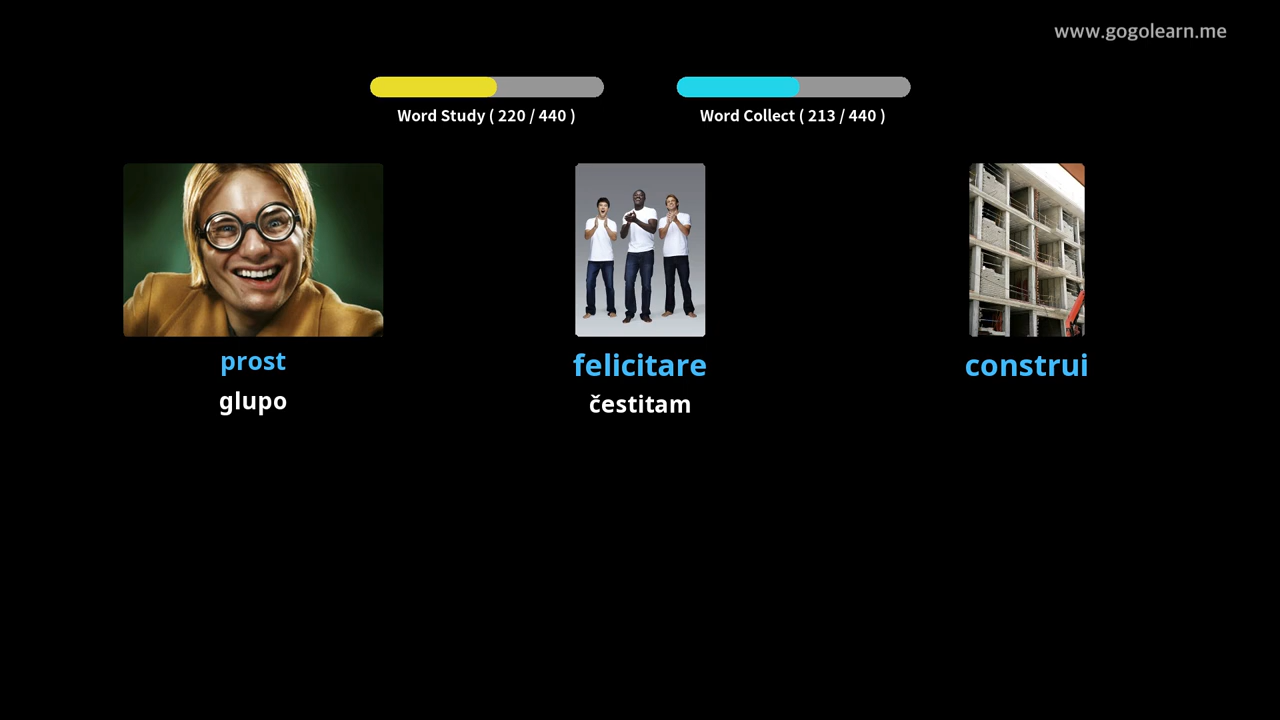 www.gogolearn.me
Word Study ( 220 / 440 )
Word Collect ( 213 / 440 )
prost
felicitare
construi
glupo
čestitam